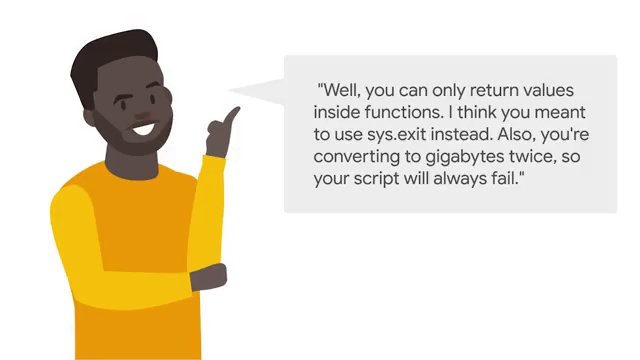 "Well, you can only return values
inside functions. I think you meant
to use sys.exit instead. Also, you're
converting to gigabytes twice, so
your script will always fail."